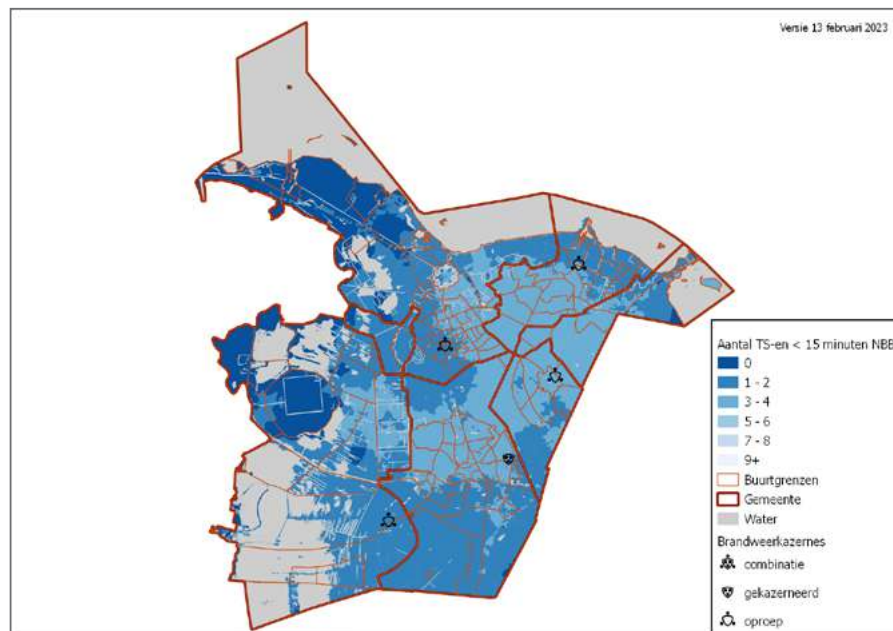 Versie 13 februari 2023
Aantal TS-en < 15 minuten NBB
0
1 - 2
3 - 4
5 - 6
7 - 8
9+
Buurtgrenzen
Gemeente
Water
Brandweerkazernes
combinatie
gekazerneerd
oproep